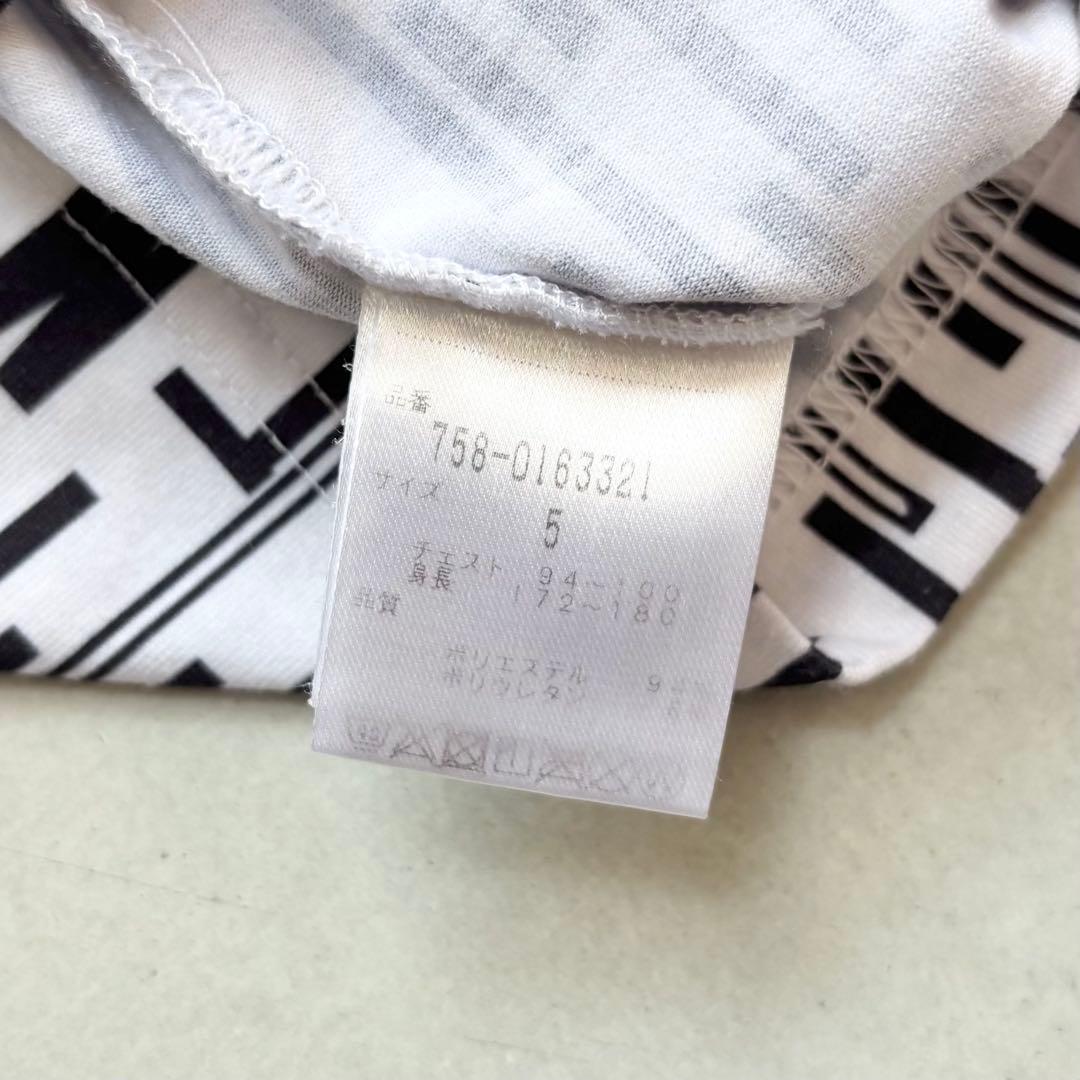 品番
758-0163321
サイズ
5
チェスト 94~100
身長 172~180
品質
ポリエステル
ポリウレタン